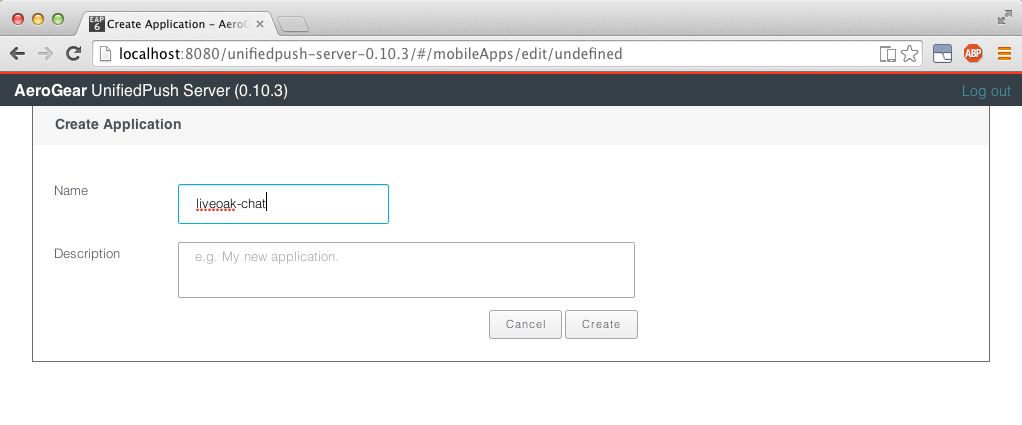 EAP 6 Create Application – AeroG
localhost:8080/unifiedpush-server-0.10.3/#/mobileApps/edit/undefined
ABP
AeroGear UnifiedPush Server (0.10.3)
Log out
Create Application
Name
liveoak-chat
Description
e.g. My new application.
Cancel
Create